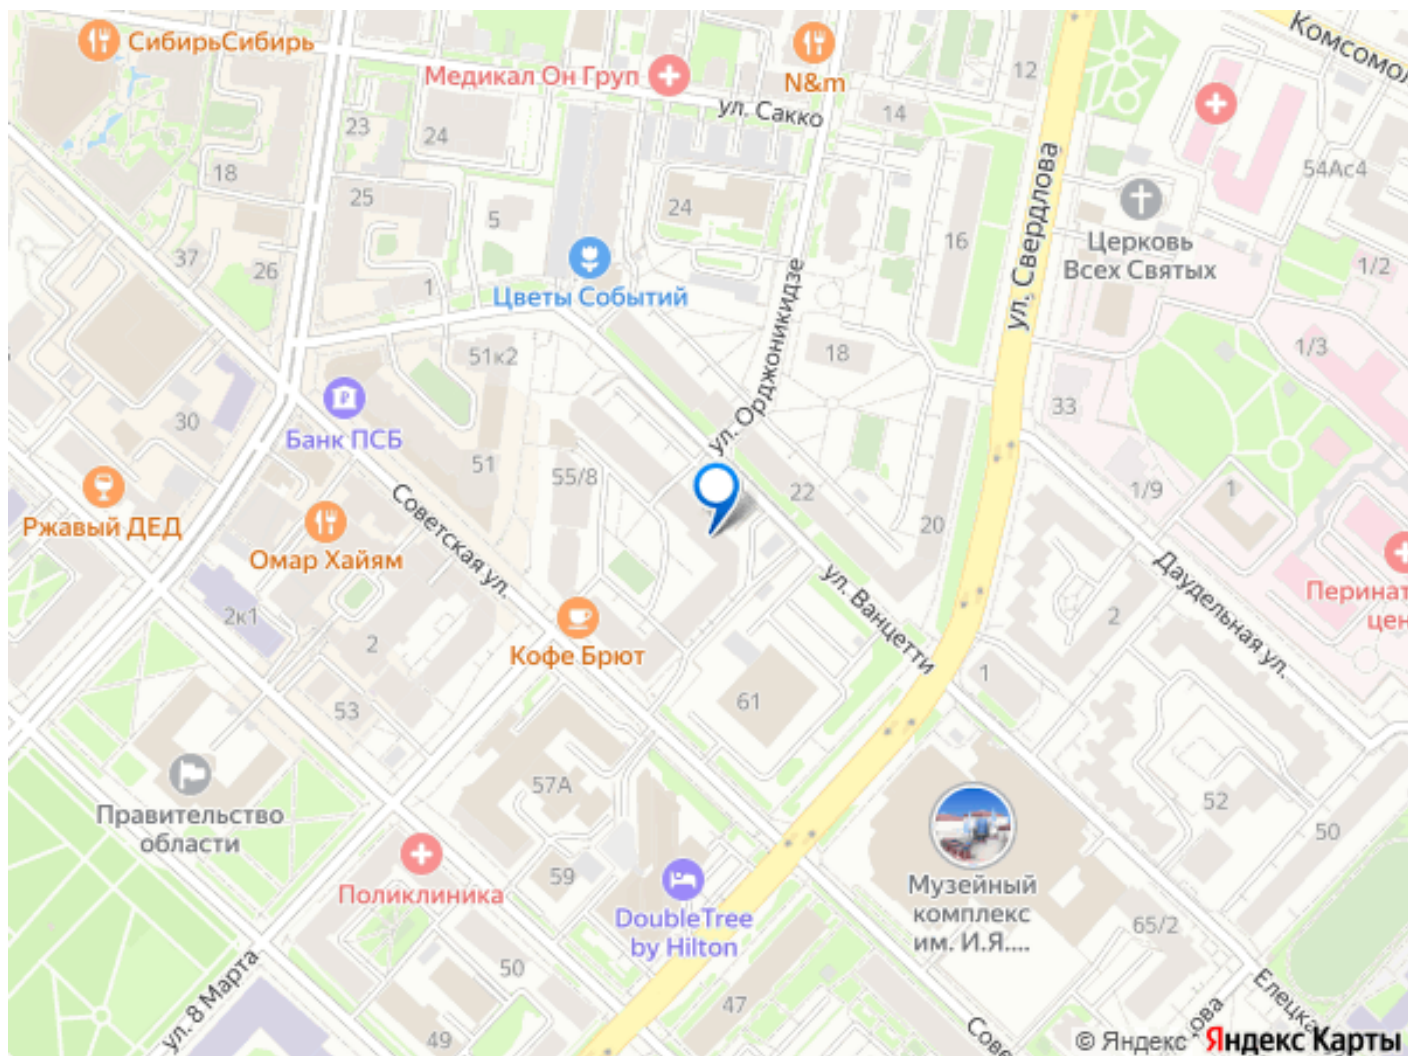 СибирьСибирь
Медикал Он Груп
N&m
12
Комсомол
ул. Сакко
14
23
24
18
25
5
24
16
ул. Свердлова
54Ас4
Церковь
Всех Святых
1/2
37
26
1
Цветы Событий
ул. Орджоникидзе
51к2
18
1/3
33
30
Банк ПСБ
51
55/8
22
20
1/9
1
Ржавый ДЕД
Омар Хайям
Советская ул.
ул. Ванцетти
Даудельная ул.
Перинат
цен
2к1
2
Кофе Брют
2
1
61
53
57А
Правительство
области
52
50
Поликлиника
59
DoubleTree
by Hilton
Музейный
комплекс
им. И.Я....
65/2
50
47
49
ул. 8 Марта
Сове
Елецка
ова
© Яндекс Яндекс Карты